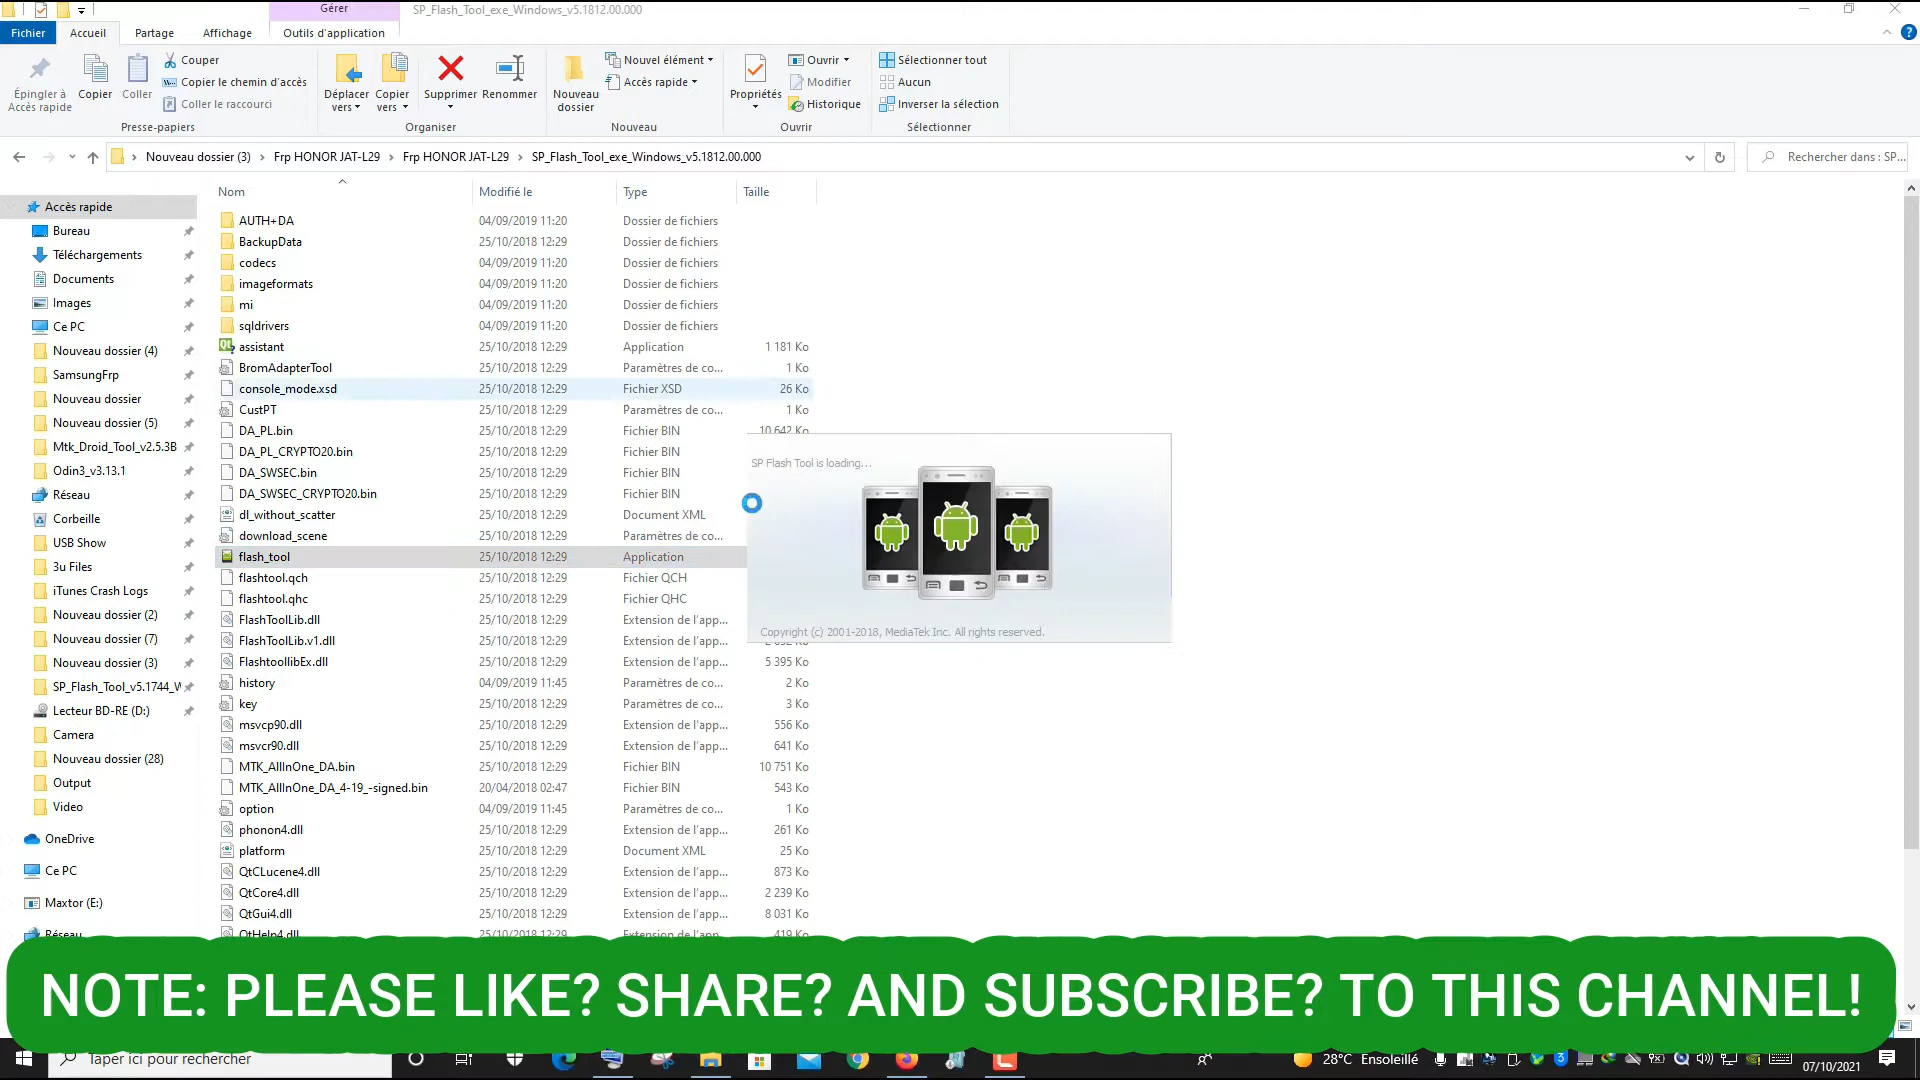 Gérer
SP_Flash_Tool_exe_Windows_v5.1812.00.000
Fichier
Accueil
Partage
Affichage
Outils d'application
Épingler à
Accès rapide
Copier
Coller
Couper
Copier le chemin d'accès
Coller le raccourci
Presse-papiers
Déplacer
vers
Copier
vers
Supprimer
Renommer
Organiser
Nouveau
dossier
Nouvel élément
Accès rapide
Nouveau
Propriétés
Ouvrir
Modifier
Historique
Ouvrir
Sélectionner tout
Aucun
Inverser la sélection
Sélectionner
Nouveau dossier (3) Frp HONOR JAT-L29 Frp HONOR JAT-L29 SP_Flash_Tool_exe_Windows_v5.1812.00.000
Rechercher dans : SP...
Accès rapide
Bureau
Téléchargements
Documents
Images
Ce PC
Nouveau dossier (4)
SamsungFrp
Nouveau dossier
Nouveau dossier (5)
Mtk_Droid_Tool_v2.5.3B
Odin3_v3.13.1
Réseau
Corbeille
USB Show
3u Files
iTunes Crash Logs
Nouveau dossier (2)
Nouveau dossier (7)
Nouveau dossier (3)
SP_Flash_Tool_v5.1744_W
Lecteur BD-RE (D:)
Camera
Nouveau dossier (28)
Output
Video
OneDrive
Ce PC
Maxtor (E:)
Réseau
Nom Modifié le Type Taille
AUTH+DA 04/09/2019 11:20 Dossier de fichiers
BackupData 25/10/2018 12:29 Dossier de fichiers
codecs 04/09/2019 11:20 Dossier de fichiers
imageformats 04/09/2019 11:20 Dossier de fichiers
mi 04/09/2019 11:20 Dossier de fichiers
sqldrivers 04/09/2019 11:20 Dossier de fichiers
assistant 25/10/2018 12:29 Application 1 181 Ko
BromAdapterTool 25/10/2018 12:29 Paramètres de co... 1 Ko
console_mode.xsd 25/10/2018 12:29 Fichier XSD 26 Ko
CustPT 25/10/2018 12:29 Paramètres de co... 1 Ko
DA_PL.bin 25/10/2018 12:29 Fichier BIN 10 642 Ko
DA_PL_CRYPTO20.bin 25/10/2018 12:29 Fichier BIN
DA_SWSEC.bin 25/10/2018 12:29 Fichier BIN
DA_SWSEC_CRYPTO20.bin 25/10/2018 12:29 Fichier BIN
dl_without_scatter 25/10/2018 12:29 Document XML
download_scene 25/10/2018 12:29 Paramètres de co...
flash_tool 25/10/2018 12:29 Application
flashtool.qch 25/10/2018 12:29 Fichier QCH
flashtool.qhc 25/10/2018 12:29 Fichier QHC
FlashToolLib.dll 25/10/2018 12:29 Extension de l'app...
FlashToolLib.v1.dll 25/10/2018 12:29 Extension de l'app...
FlashtoollibEx.dll 25/10/2018 12:29 Extension de l'app... 5 395 Ko
history 04/09/2019 11:45 Paramètres de co... 2 Ko
key 25/10/2018 12:29 Paramètres de co... 3 Ko
msvcp90.dll 25/10/2018 12:29 Extension de l'app... 556 Ko
msvcr90.dll 25/10/2018 12:29 Extension de l'app... 641 Ko
MTK_AllInOne_DA.bin 25/10/2018 12:29 Fichier BIN 10 751 Ko
MTK_AllInOne_DA_4-19_-signed.bin 20/04/2018 02:47 Fichier BIN 543 Ko
option 04/09/2019 11:45 Paramètres de co... 1 Ko
phonon4.dll 25/10/2018 12:29 Extension de l'app... 261 Ko
platform 25/10/2018 12:29 Document XML 25 Ko
QtCLucene4.dll 25/10/2018 12:29 Extension de l'app... 873 Ko
QtCore4.dll 25/10/2018 12:29 Extension de l'app... 2 239 Ko
QtGui4.dll 25/10/2018 12:29 Extension de l'app... 8 031 Ko
QtHelp4.dll 25/10/2018 12:29 Extension de l'app... 419 Ko
SP Flash Tool is loading...
Copyright (c) 2001-2018, MediaTek Inc. All rights reserved.
NOTE: PLEASE LIKE? SHARE? AND SUBSCRIBE? TO THIS CHANNEL!
Taper ici pour rechercher
28°C Ensoleillé
07/10/2021